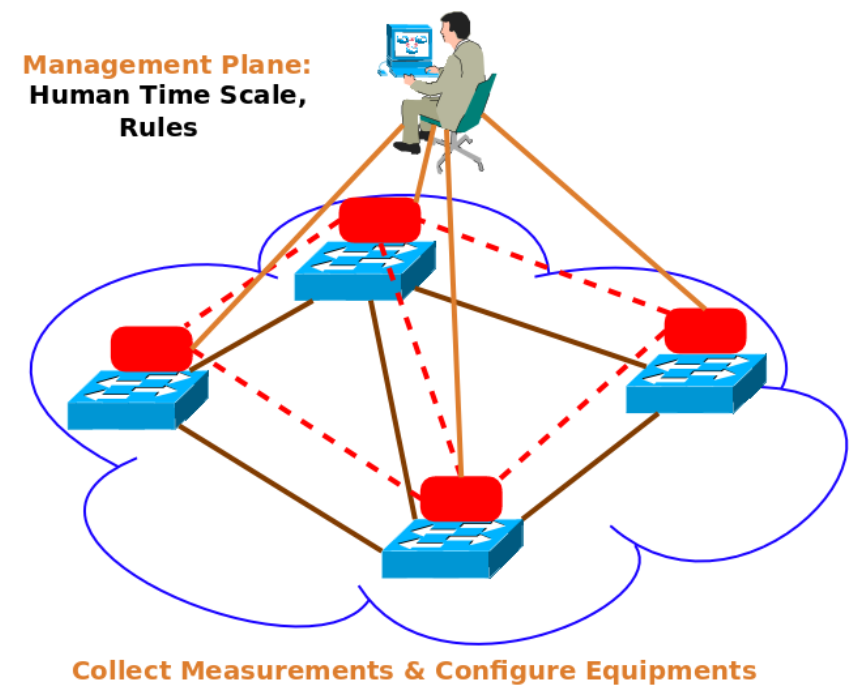 Management Plane:
Human Time Scale,
Rules
Collect Measurements & Configure Equipments